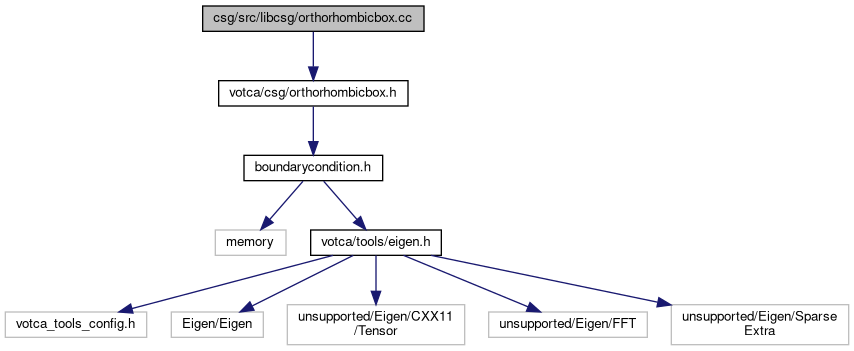 csg/src/libcsg/orthorhombicbox.cc
votca/csg/orthorhombicbox.h
boundarycondition.h
memory
votca/tools/eigen.h
votca_tools_config.h
Eigen/Eigen
unsupported/Eigen/CXX11
/Tensor
unsupported/Eigen/FFT
unsupported/Eigen/Sparse
Extra